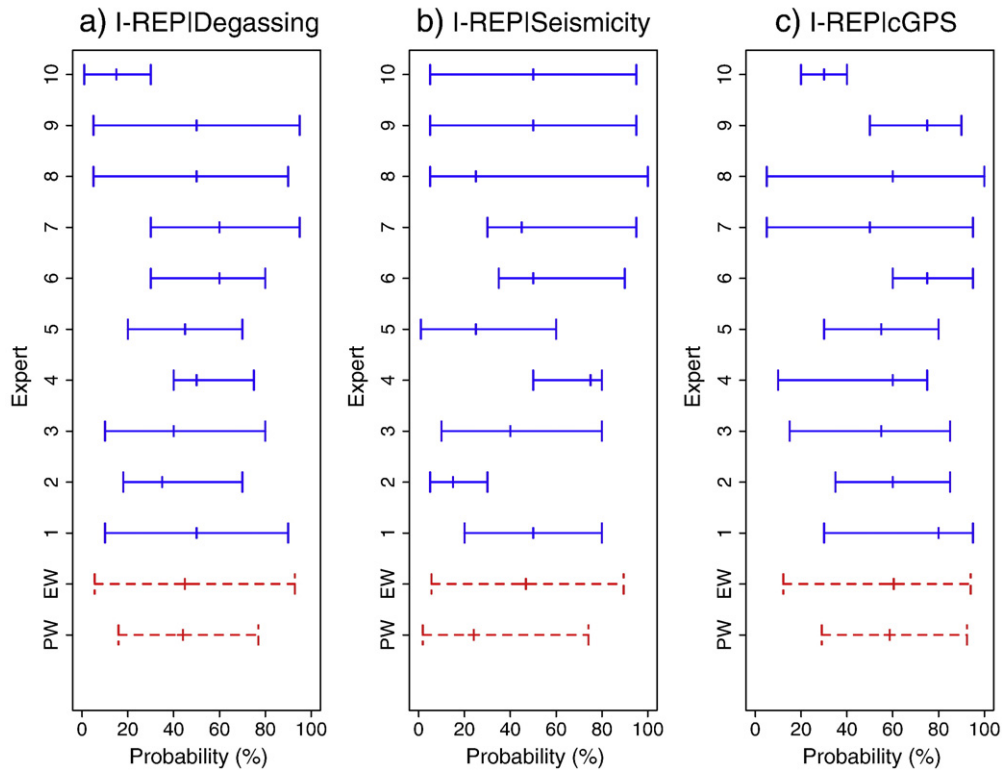 a) I-REP|Degassing
b) I-REP|Seismicity
c) I-REP|cGPS
Expert
10
9
8
7
6
5
4
3
2
1
EW
PW
0 20 40 60 80 100
Probability (%)
Expert
10
9
8
7
6
5
4
3
2
1
EW
PW
0 20 40 60 80 100
Probability (%)
Expert
10
9
8
7
6
5
4
3
2
1
EW
PW
0 20 40 60 80 100
Probability (%)